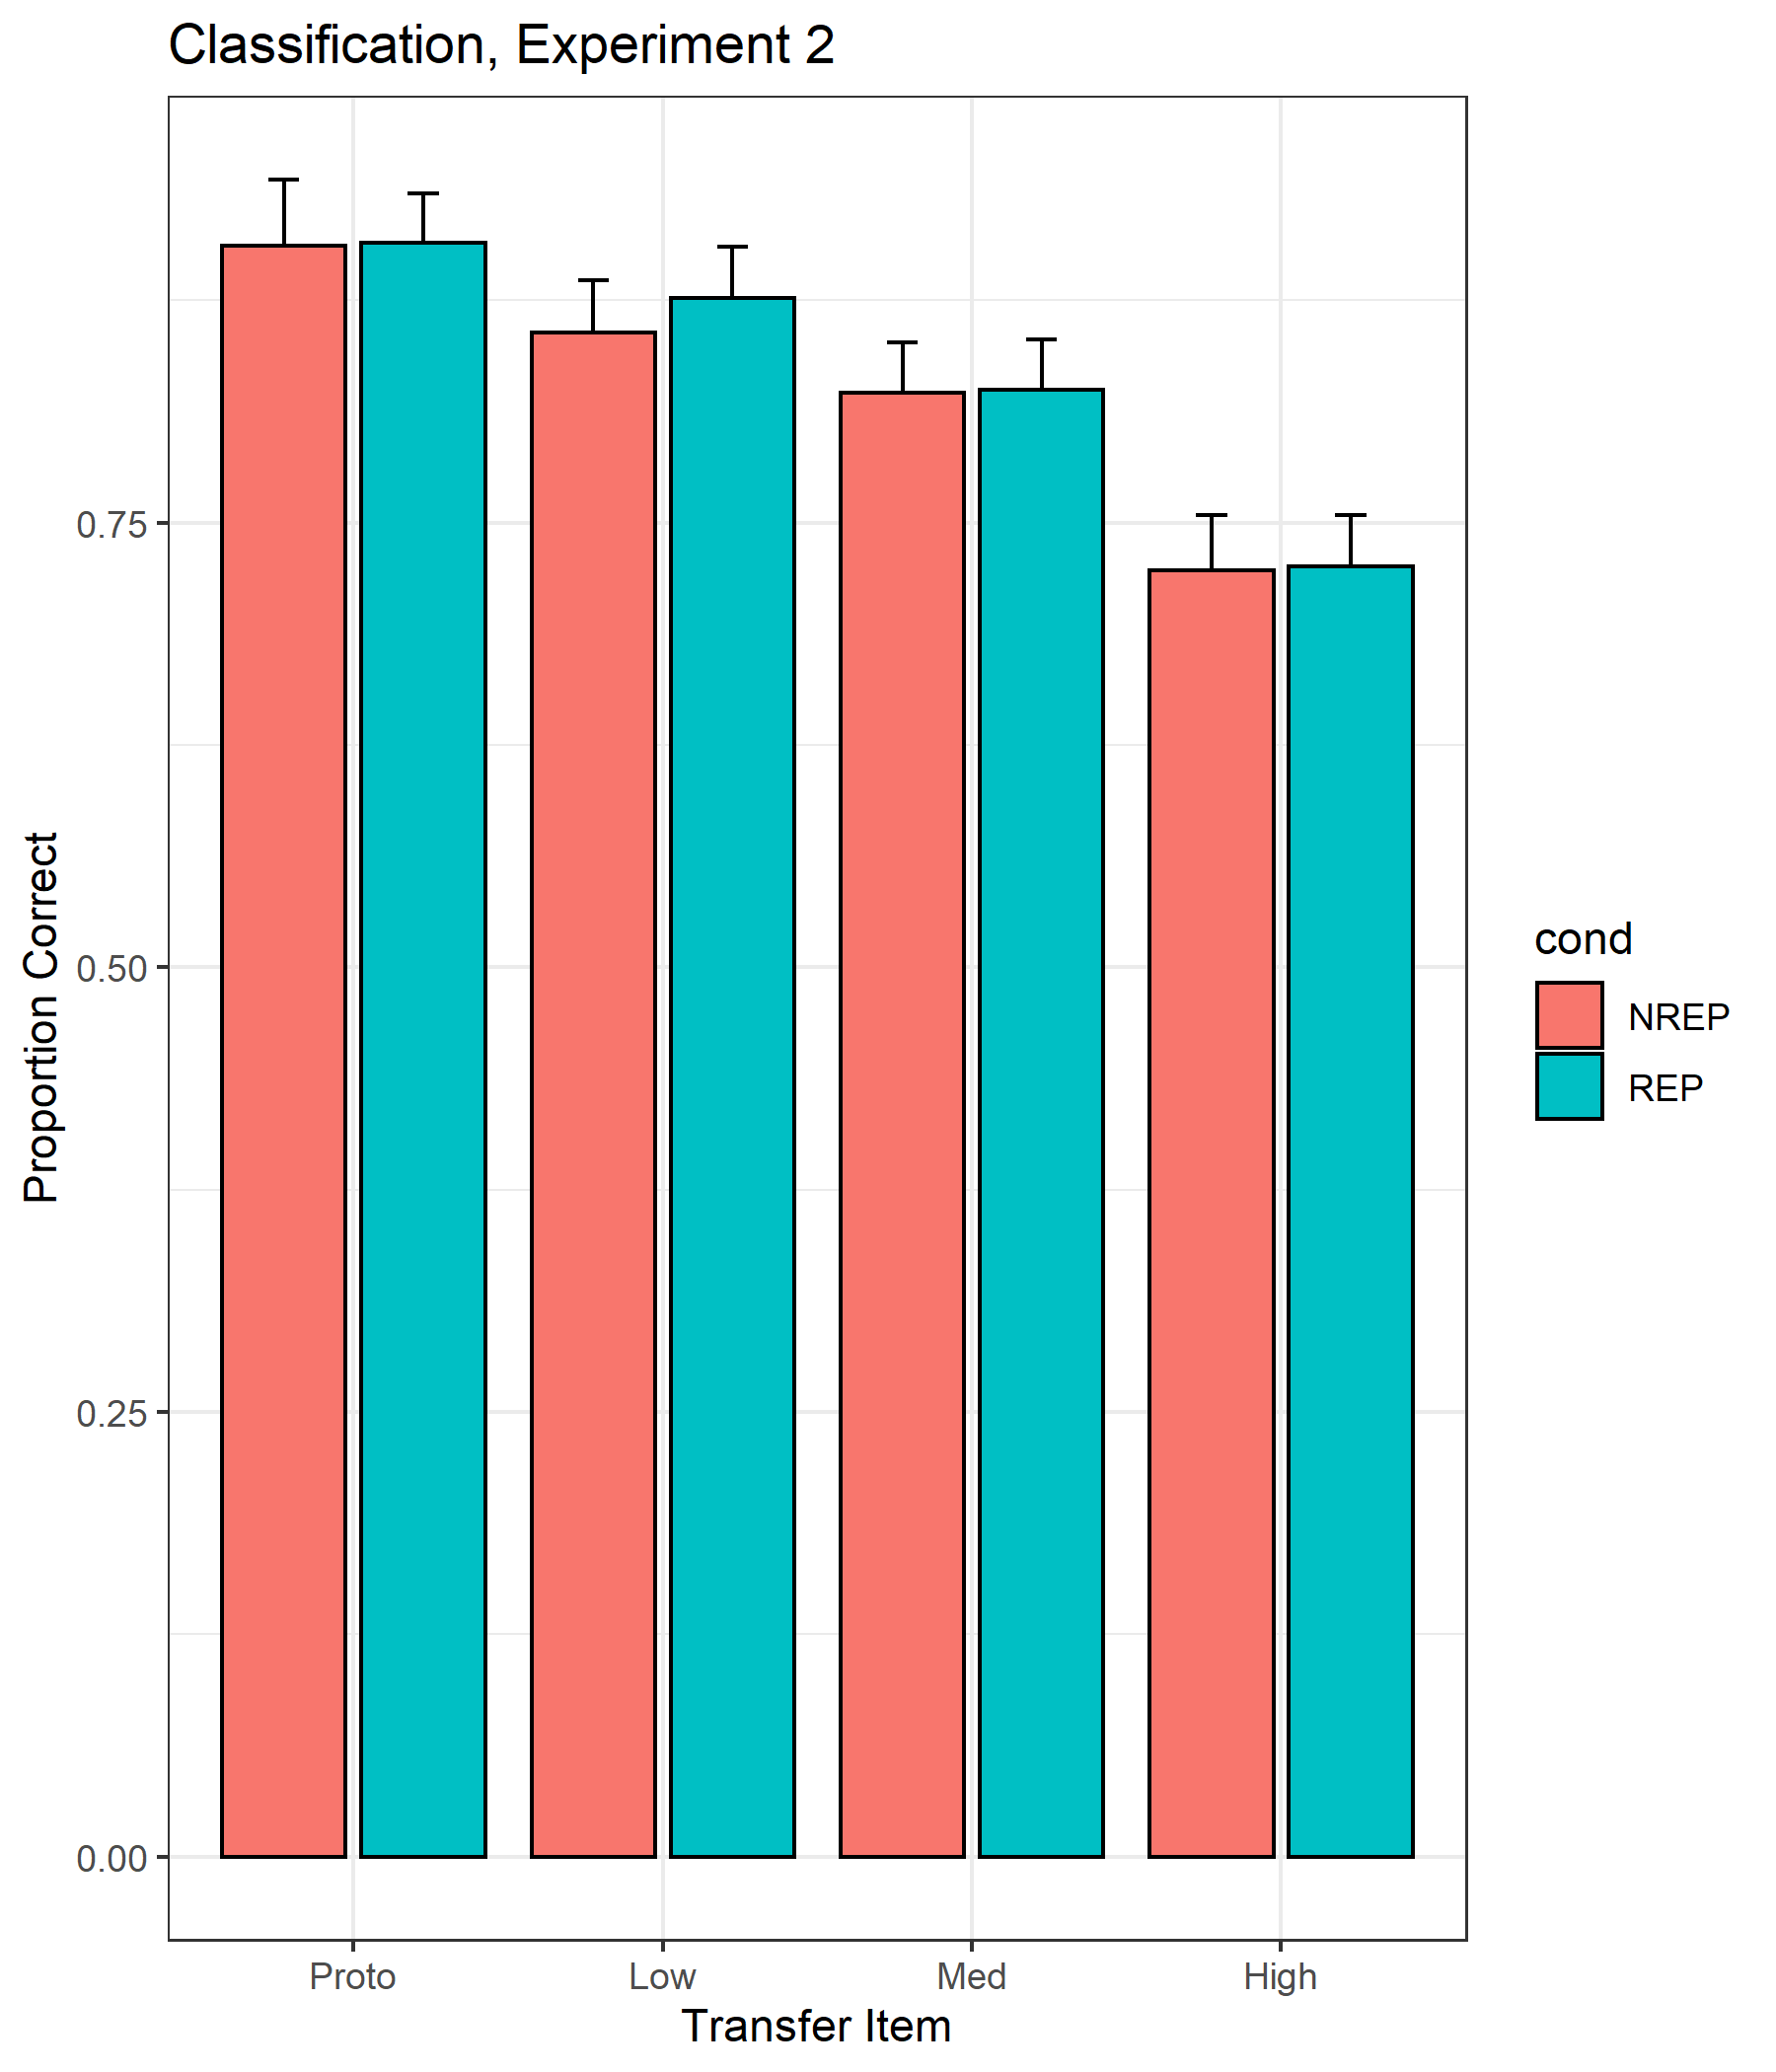 Classification, Experiment 2
Proportion Correct
0.75
0.50
0.25
0.00
Proto
Low
Med
High
Transfer Item
cond
NREP
REP